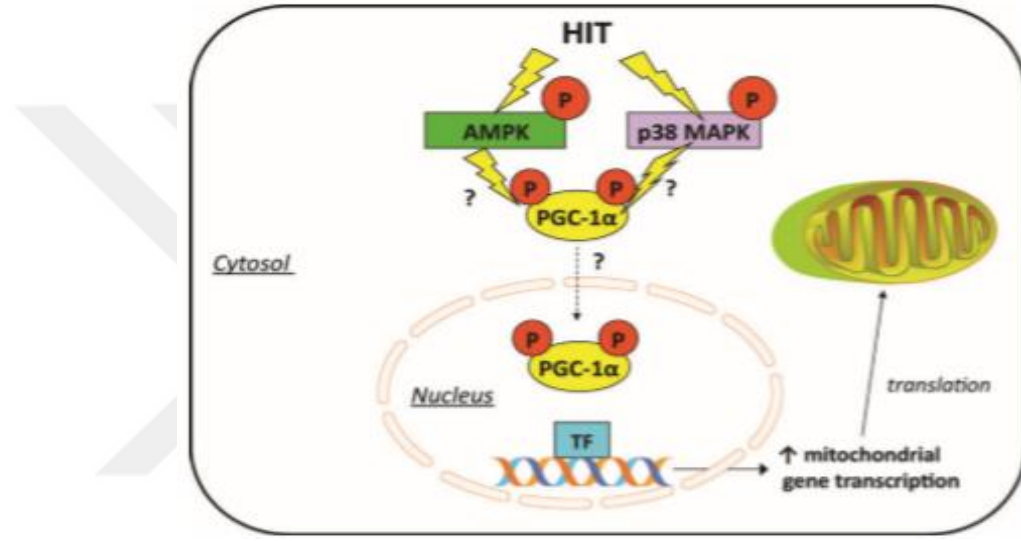 HIT
P
P
AMPK
p38 MAPK
P
P
?
?
PGC-1α
Cytosol
?
P
P
PGC-1α
Nucleus
translation
TF
↑ mitochondrial
gene transcription